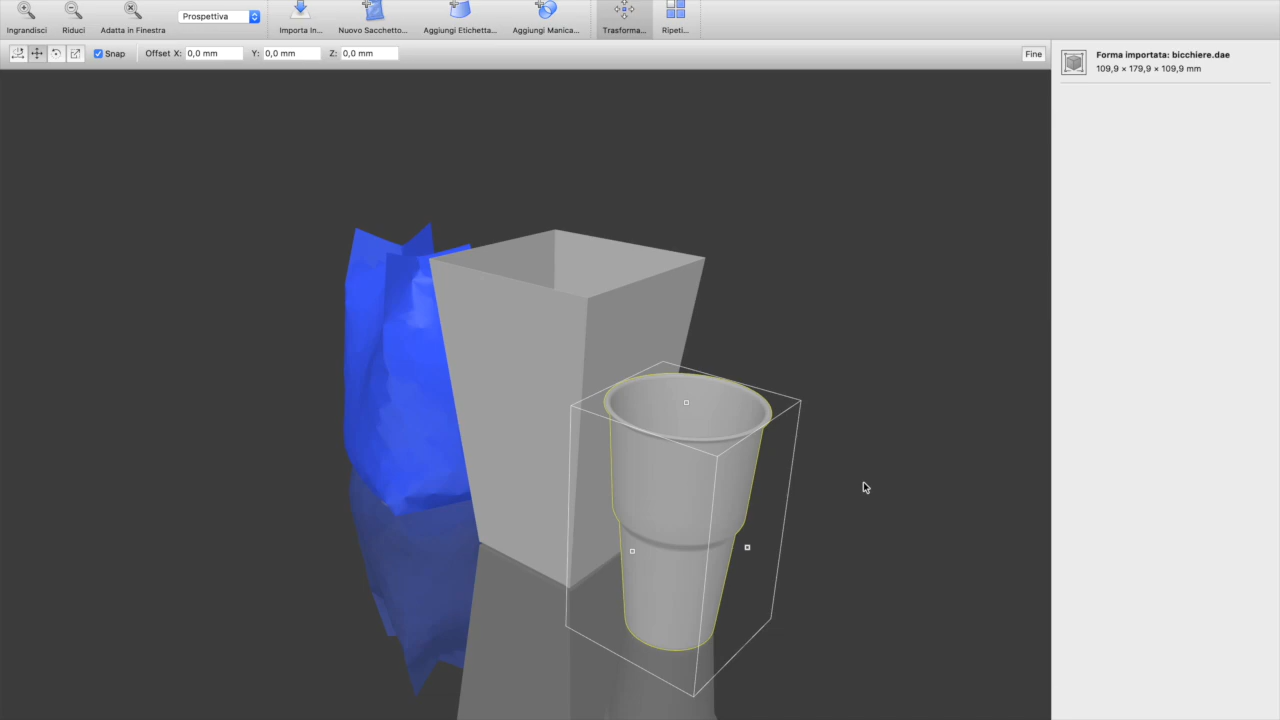 Ingrandisci Riduci Adatta in Finestra Prospettiva Importa In... Nuovo Sacchetto... Aggiungi Etichetta... Aggiungi Manica... Trasforma... Ripeti...
Snap Offset X: 0,0 mm Y: 0,0 mm Z: 0,0 mm Fine
Forma importata: bicchiere.dae
109,9 × 179,9 × 109,9 mm